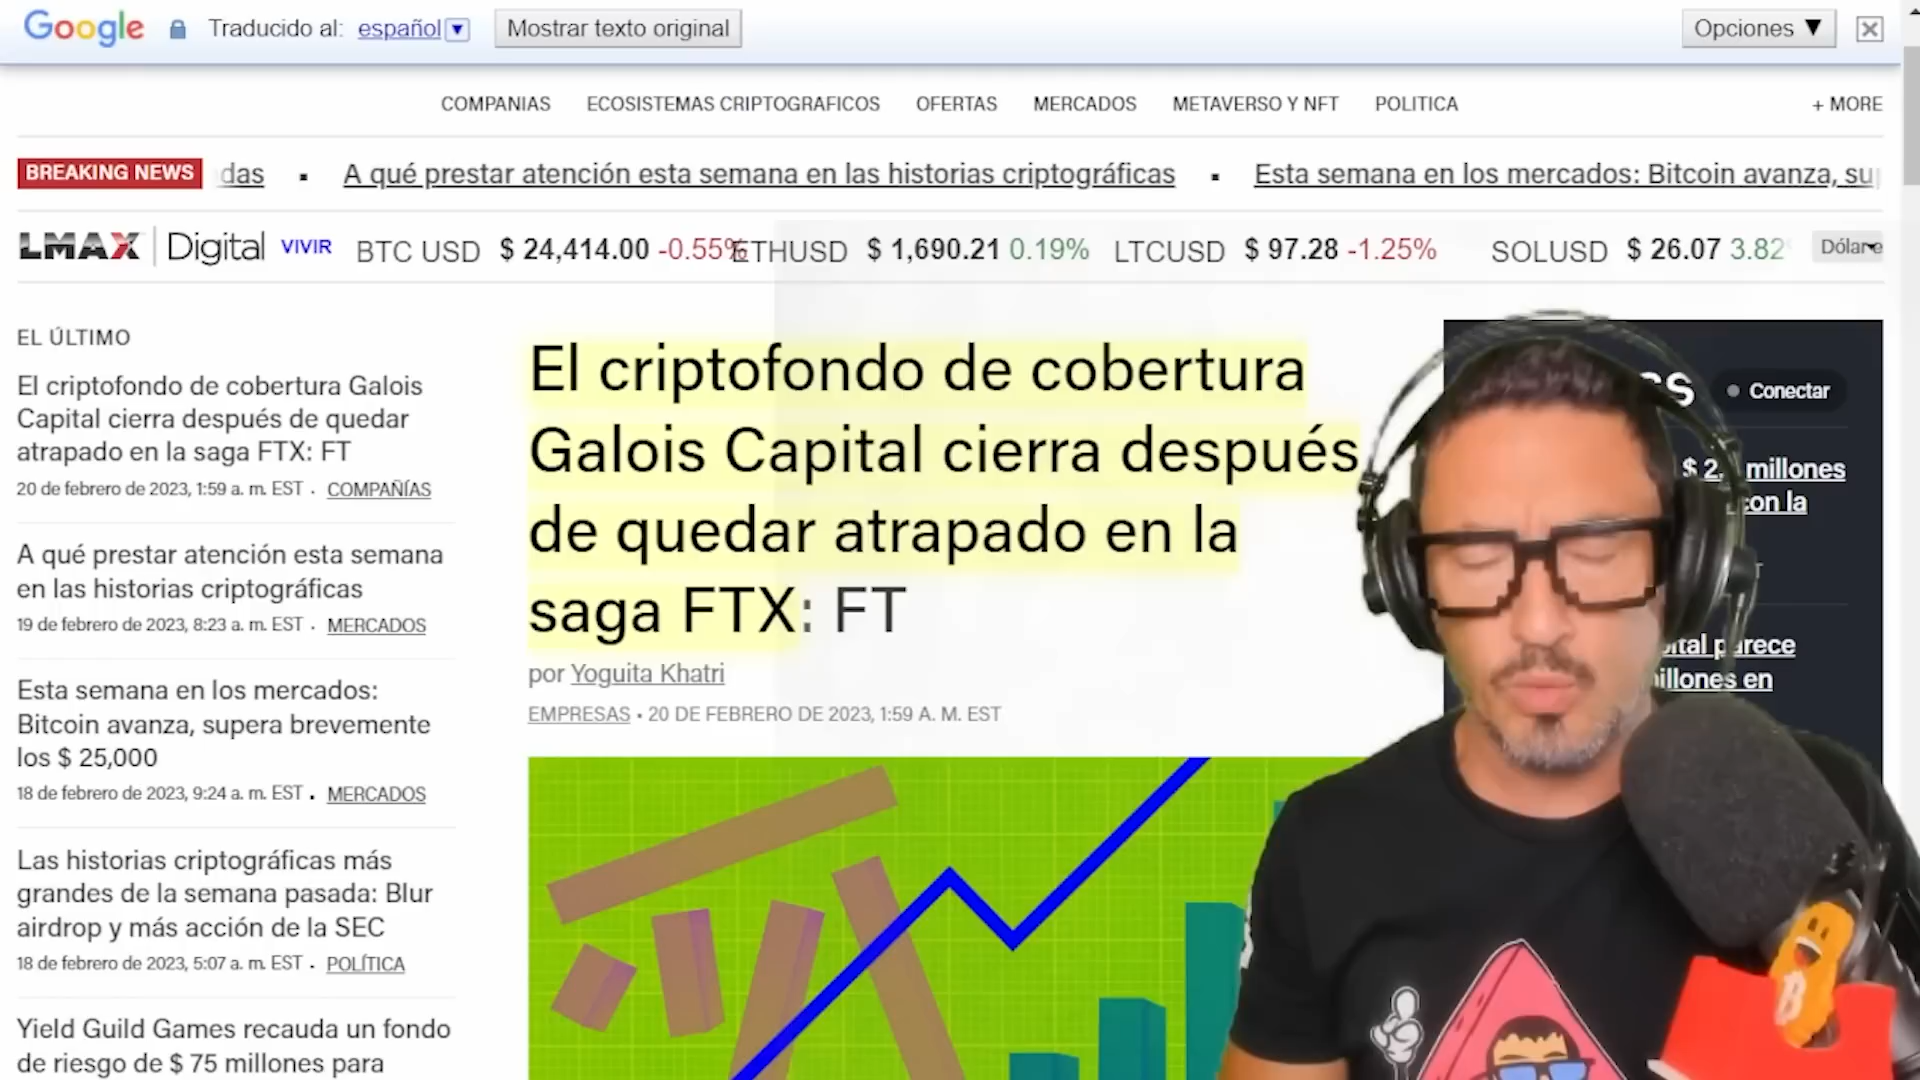 Google Traducido al: español Mostrar texto original Opciones
COMPANIAS ECOSISTEMAS CRIPTOGRAFICOS OFERTAS MERCADOS METAVERSO Y NFT POLITICA + MORE
BREAKING NEWS das ▪ A qué prestar atención esta semana en las historias criptográficas ▪ Esta semana en los mercados: Bitcoin avanza, su
LMAX Digital VIVIR BTC USD $ 24,414.00 -0.55% ETHUSD $ 1,690.21 0.19% LTCUSD $ 97.28 -1.25% SOLUSD $ 26.07 3.82
EL ÚLTIMO
El criptofondo de cobertura Galois
Capital cierra después de quedar
atrapado en la saga FTX: FT
20 de febrero de 2023, 1:59 a. m. EST · COMPAÑÍAS
A qué prestar atención esta semana
en las historias criptográficas
19 de febrero de 2023, 8:23 a. m. EST · MERCADOS
Esta semana en los mercados:
Bitcoin avanza, supera brevemente
los $ 25,000
18 de febrero de 2023, 9:24 a. m. EST · MERCADOS
Las historias criptográficas más
grandes de la semana pasada: Blur
airdrop y más acción de la SEC
18 de febrero de 2023, 5:07 a. m. EST · POLÍTICA
Yield Guild Games recauda un fondo
de riesgo de $ 75 millones para
El criptofondo de cobertura
Galois Capital cierra después
de quedar atrapado en la
saga FTX: FT
por Yoguita Khatri
EMPRESAS • 20 DE FEBRERO DE 2023, 1:59 A. M. EST
Conectar
millones
con la
parece
millones en